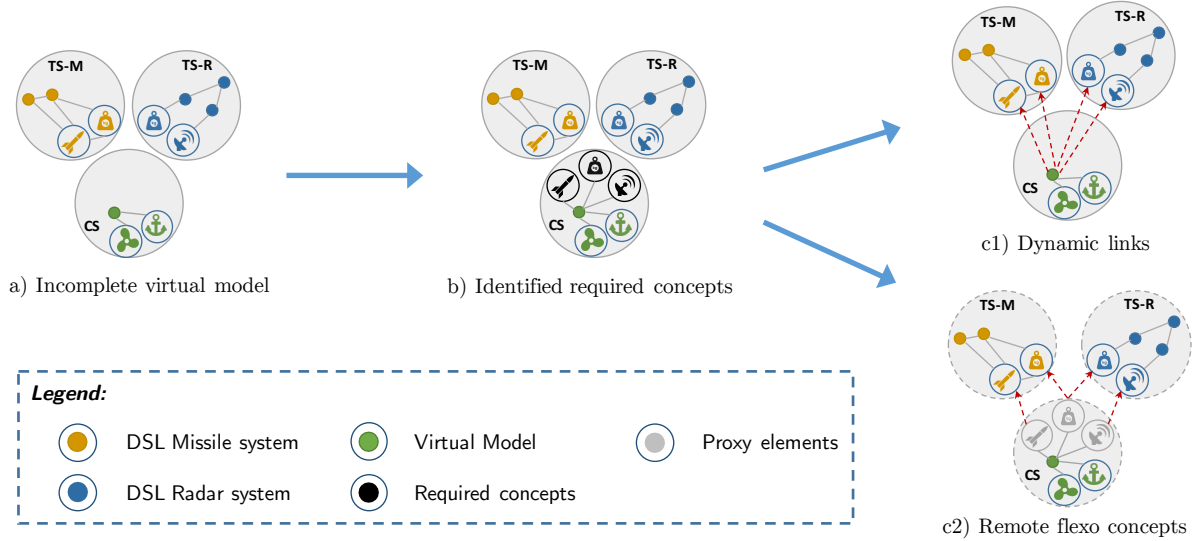 TS-M
TS-R
CS
a) Incomplete virtual model
TS-M
TS-R
CS
b) Identified required concepts
TS-M
TS-R
CS
c1) Dynamic links
TS-M
TS-R
CS
c2) Remote flexo concepts
Legend:
DSL Missile system
Virtual Model
Proxy elements
DSL Radar system
Required concepts